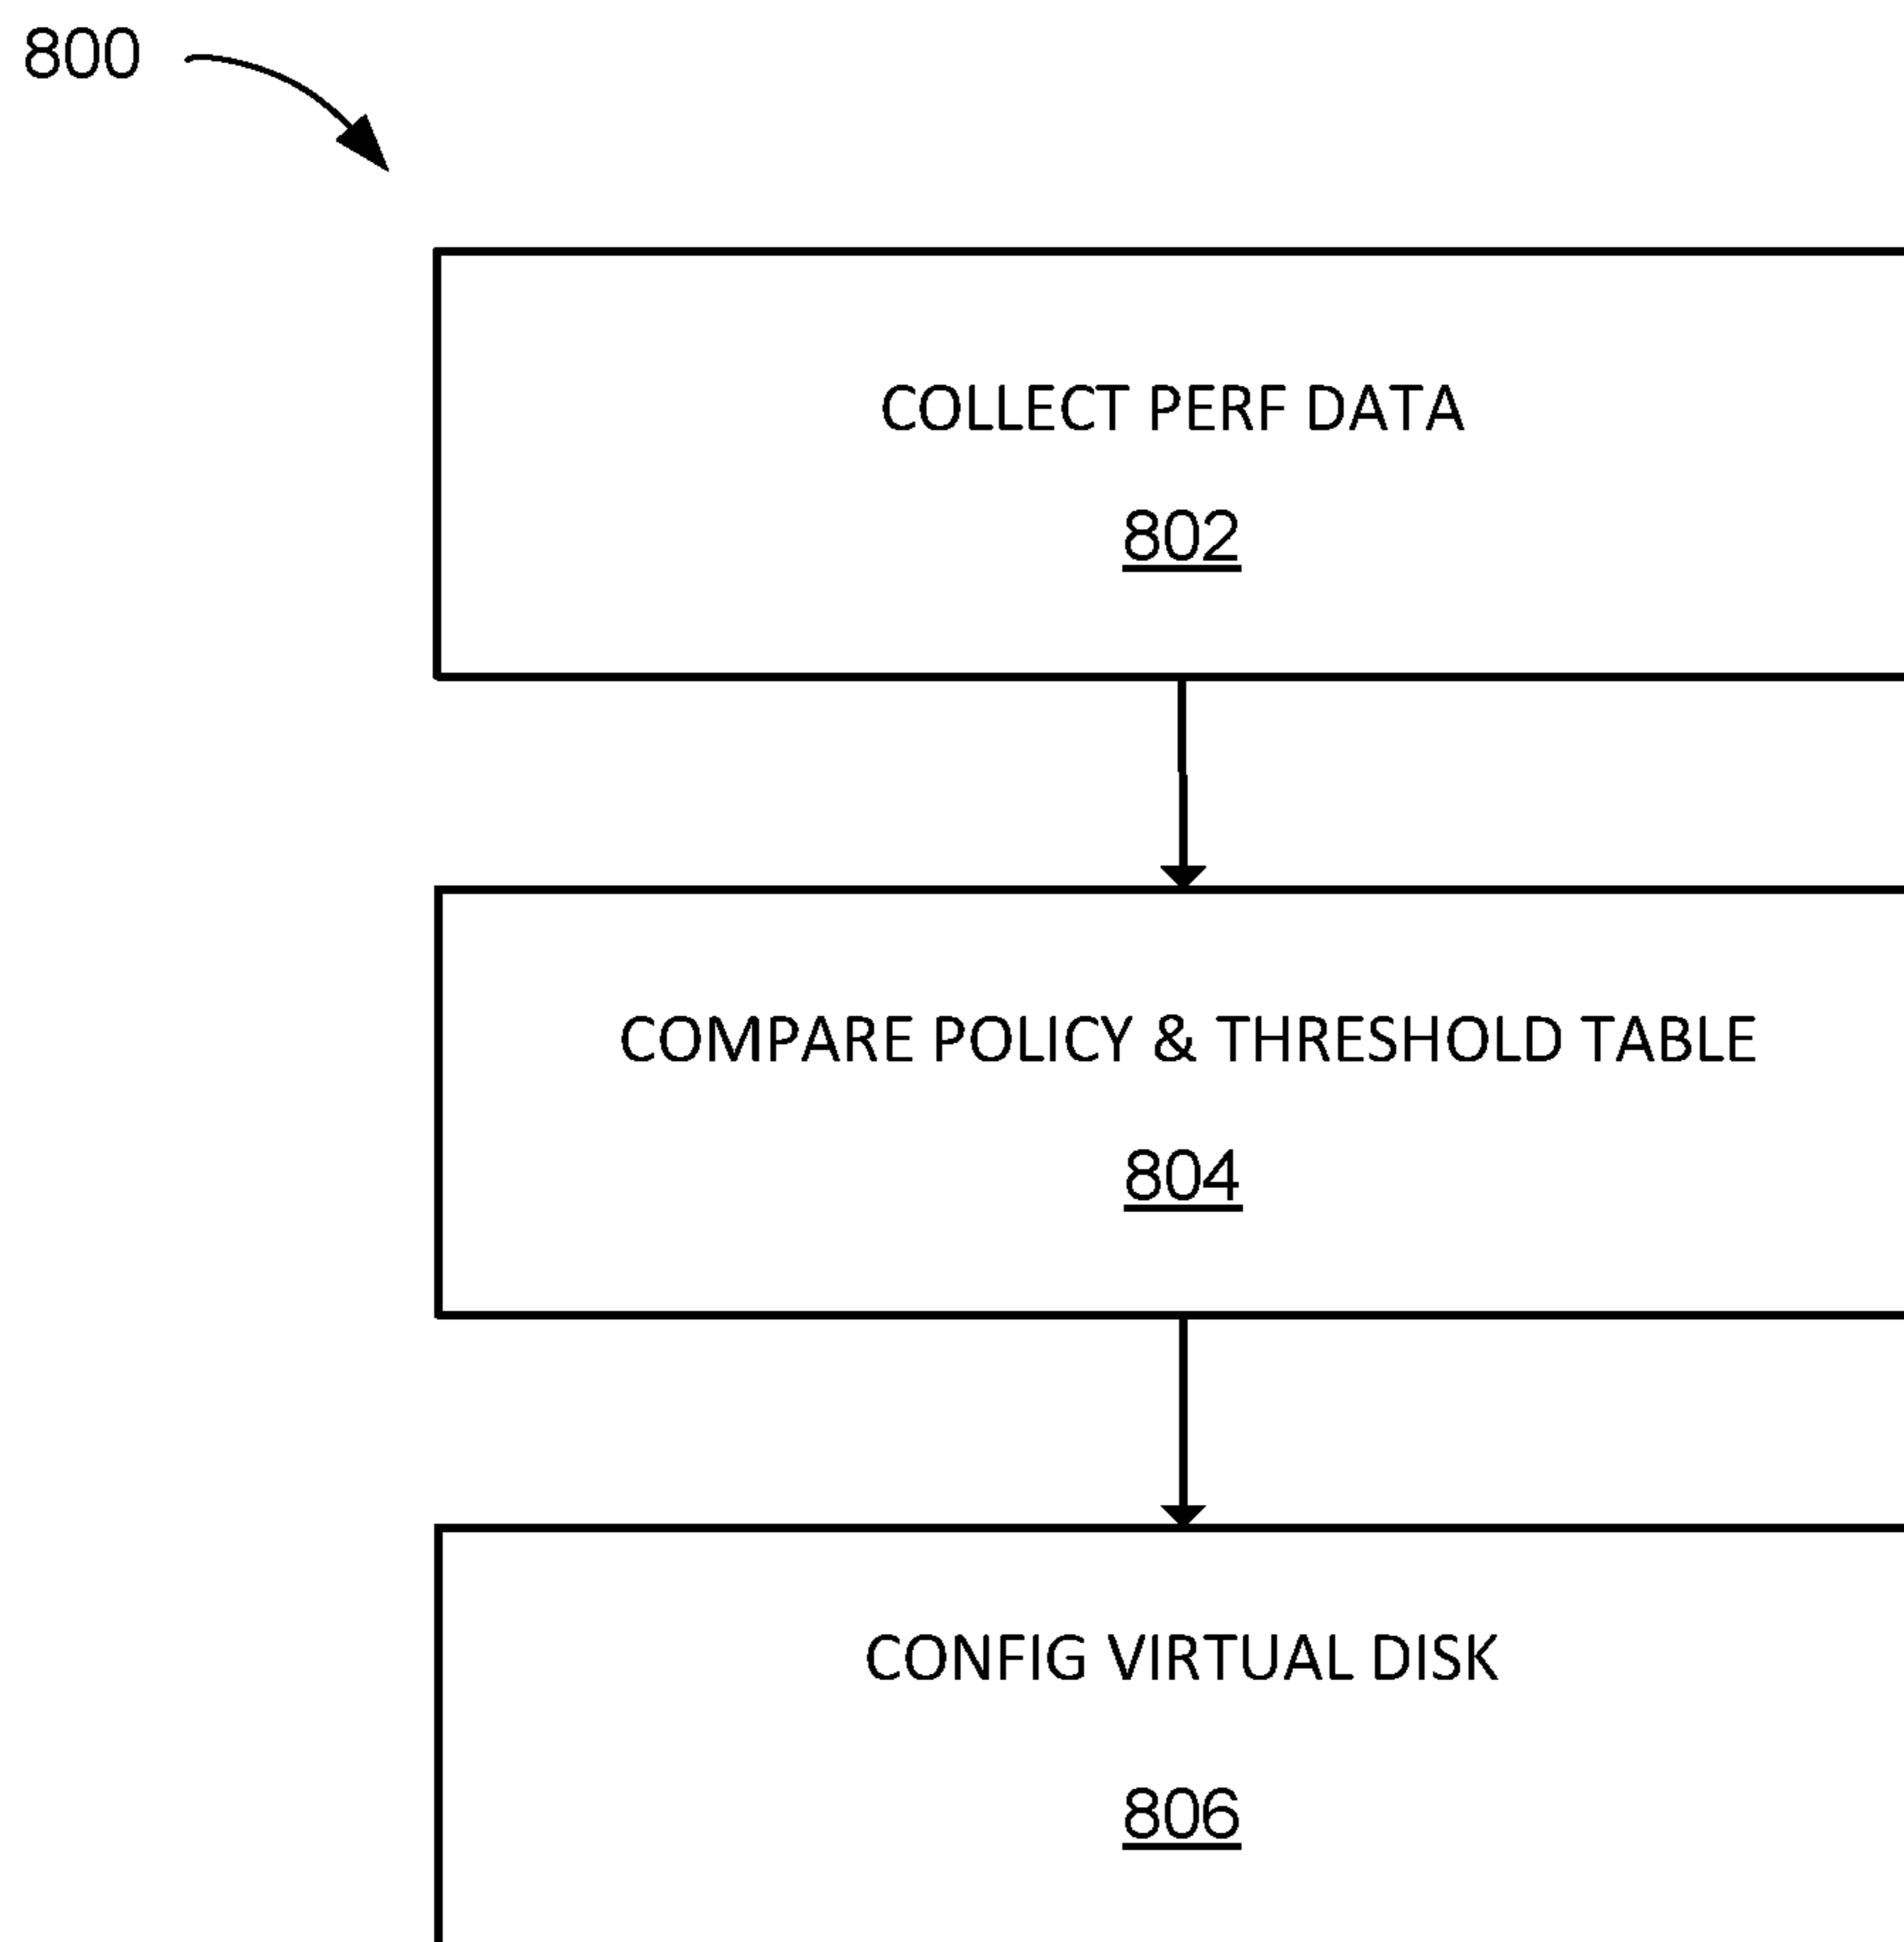 800
COLLECT PERF DATA
802
COMPARE POLICY & THRESHOLD TABLE
804
CONFIG VIRTUAL DISK
806